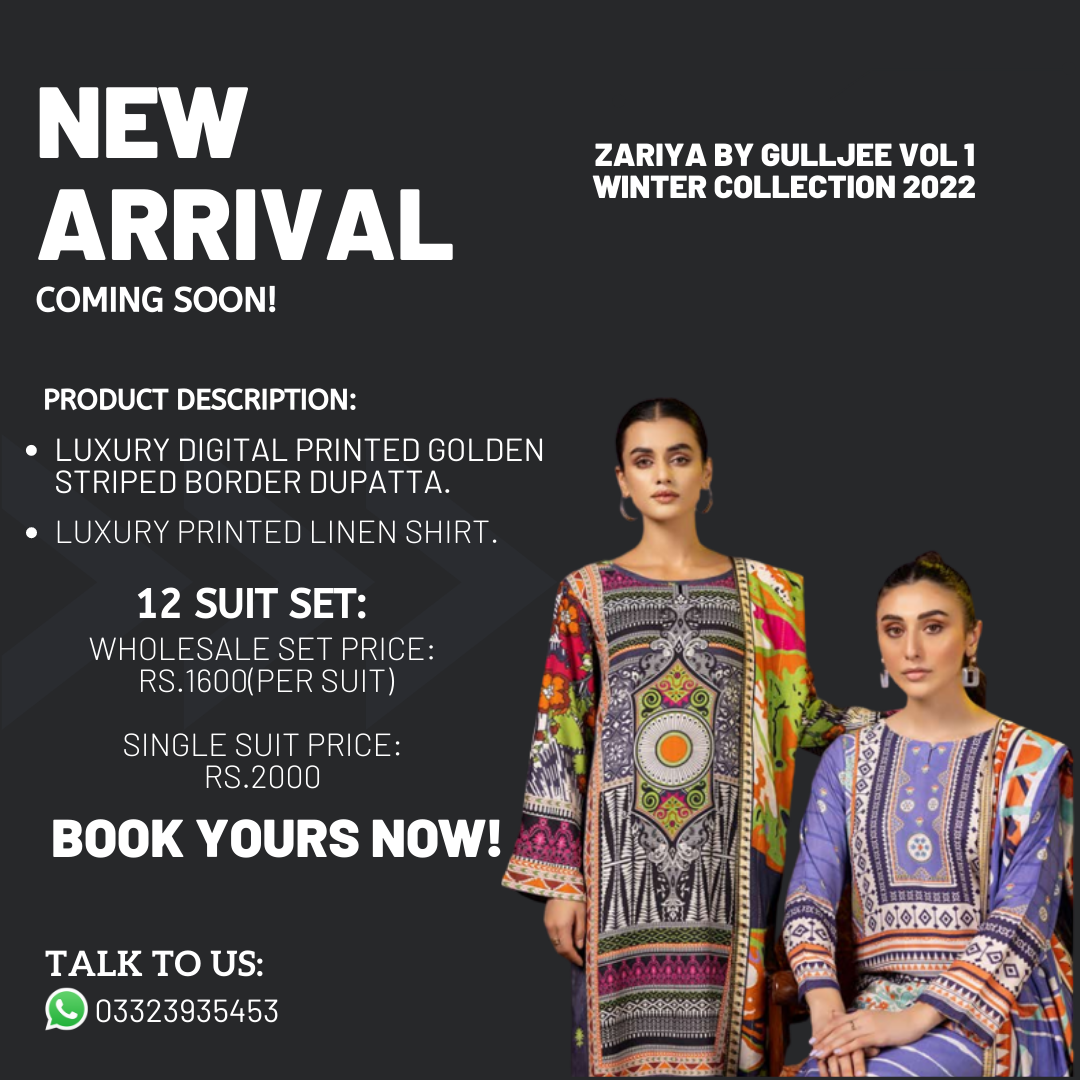 NEW
ARRIVAL
COMING SOON!
ZARIYA BY GULLJEE VOL 1
WINTER COLLECTION 2022
PRODUCT DESCRIPTION:
• LUXURY DIGITAL PRINTED GOLDEN
STRIPED BORDER DUPATTA.
• LUXURY PRINTED LINEN SHIRT.
12 SUIT SET:
WHOLESALE SET PRICE:
RS.1600(PER SUIT)
SINGLE SUIT PRICE:
RS.2000
BOOK YOURS NOW!
TALK TO US:
03323935453